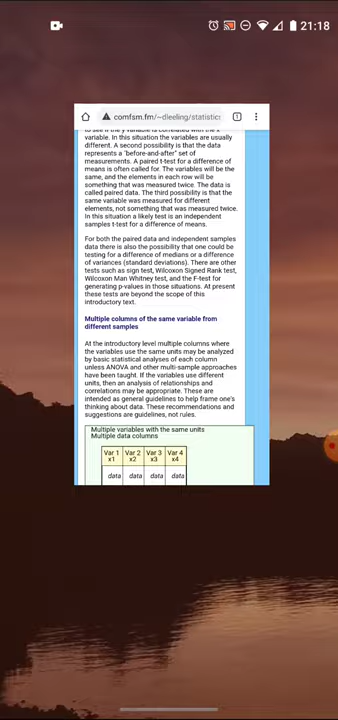 21:18
comfsm.fm/~dleeling/statistics
1
to see if the y variable is correlated with the x
variable. In this situation the variables are usually
different. A second possibility is that the data
represents a "before-and-after" set of
measurements. A paired t-test for a difference of
means is often called for. The variables will be the
same, and the elements in each row will be
something that was measured twice. The data is
called paired data. The third possibility is that the
same variable was measured for different
elements, not something that was measured twice.
In this situation a likely test is an independent
samples t-test for a difference of means.
For both the paired data and independent samples
data there is also the possibility that one could be
testing for a difference of medians or a difference
of variances (standard deviations). There are other
tests such as sign test, Wilcoxon Signed Rank test,
Wilcoxon Man Whitney test, and the F-test for
generating p-values in those situations. At present
these tests are beyond the scope of this
introductory text.
Multiple columns of the same variable from
different samples
At the introductory level multiple columns where
the variables use the same units may be analyzed
by basic statistical analyses of each column
unless ANOVA and other multi-sample approaches
have been taught. If the variables use different
units, then an analysis of relationships and
correlations may be appropriate. These are
intended as general guidelines to help frame one's
thinking about data. These recommendations and
suggestions are guidelines, not rules.
Multiple variables with the same units
Multiple data columns
Var 1 Var 2 Var 3 Var 4
x1 x2 x3 x4
data data data data